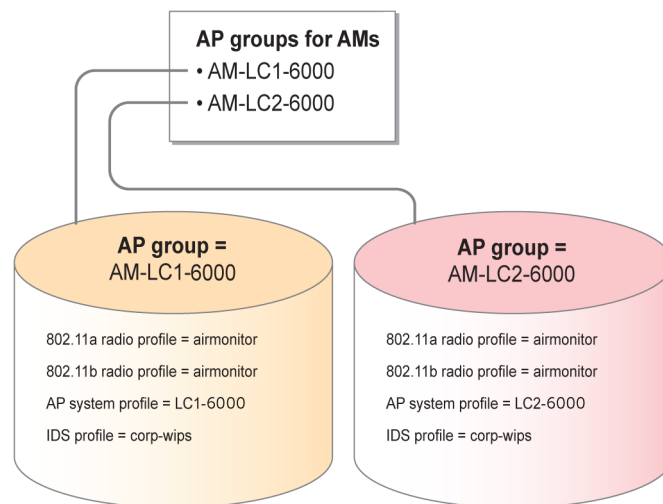 AP groups for AMs
• AM-LC1-6000
• AM-LC2-6000
AP group =
AM-LC1-6000
802.11a radio profile = airmonitor
802.11b radio profile = airmonitor
AP system profile = LC1-6000
IDS profile = corp-wips
AP group =
AM-LC2-6000
802.11a radio profile = airmonitor
802.11b radio profile = airmonitor
AP system profile = LC2-6000
IDS profile = corp-wips